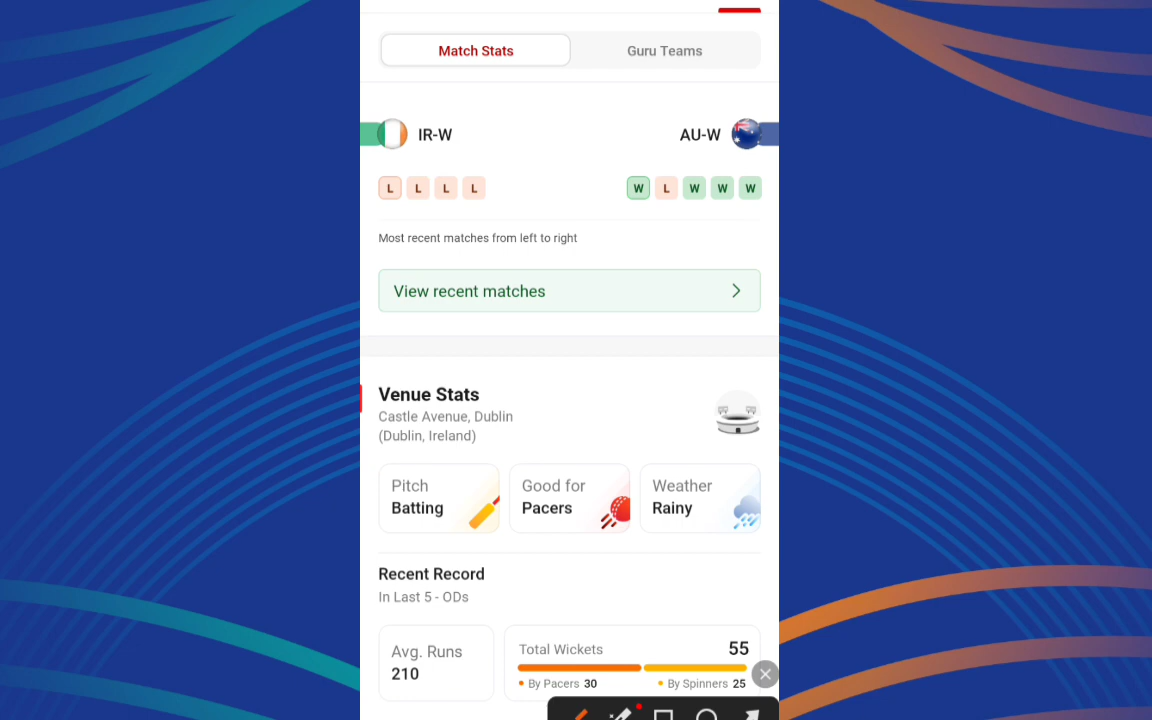 Match Stats
Guru Teams
IR-W
AU-W
L L L L
W L W W W
Most recent matches from left to right
View recent matches
Venue Stats
Castle Avenue, Dublin
(Dublin, Ireland)
Pitch
Batting
Good for
Pacers
Weather
Rainy
Recent Record
In Last 5 - ODs
Avg. Runs
210
Total Wickets 55
By Pacers 30
By Spinners 25